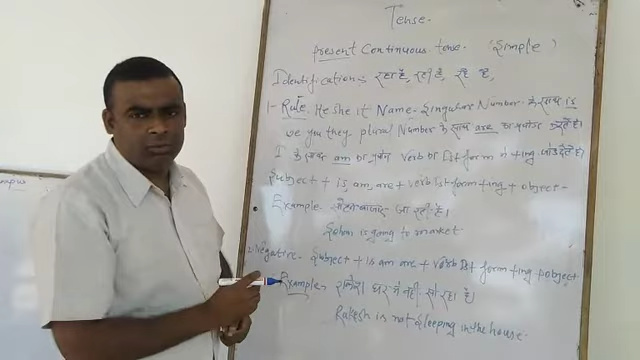 Tense.
present Continuous tense (Simple)
Identification :- रहा है, रही है, रहे है,
1- Rule. He she it Name - Singular Number - के साथ is
we you they plural Number के साथ are का प्रयोग करते है।
I के साथ am का प्रयोग verb का Ist form में +ing जोड देते है।
Subject + is am are + verb Ist form + ing + object -
Example. सोहन बाजार जा रहा है।
Sohan is going to market
2. Negative - Subject + is am are + verb Ist form +ing + object
Example, राकेश घर में नही सो रहा है।
Rakesh is not sleeping in the house.